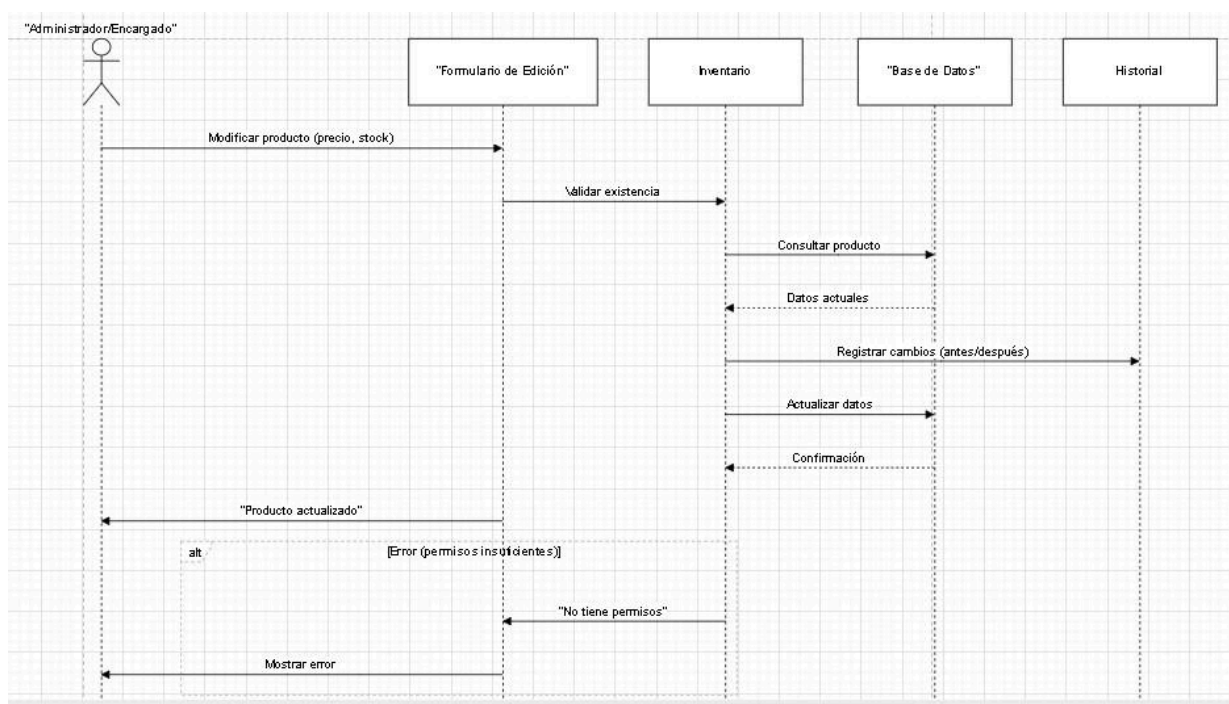 "Administrador/Encargado"
"Formulario de Edición"
Inventario
"Base de Datos"
Historial
Modificar producto (precio, stock)
Validar existencia
Consultar producto
Datos actuales
Registrar cambios (antes/después)
Actualizar datos
Confirmación
"Producto actualizado"
alt
[Error (permisos insuficientes)]
"No tiene permisos"
Mostrar error